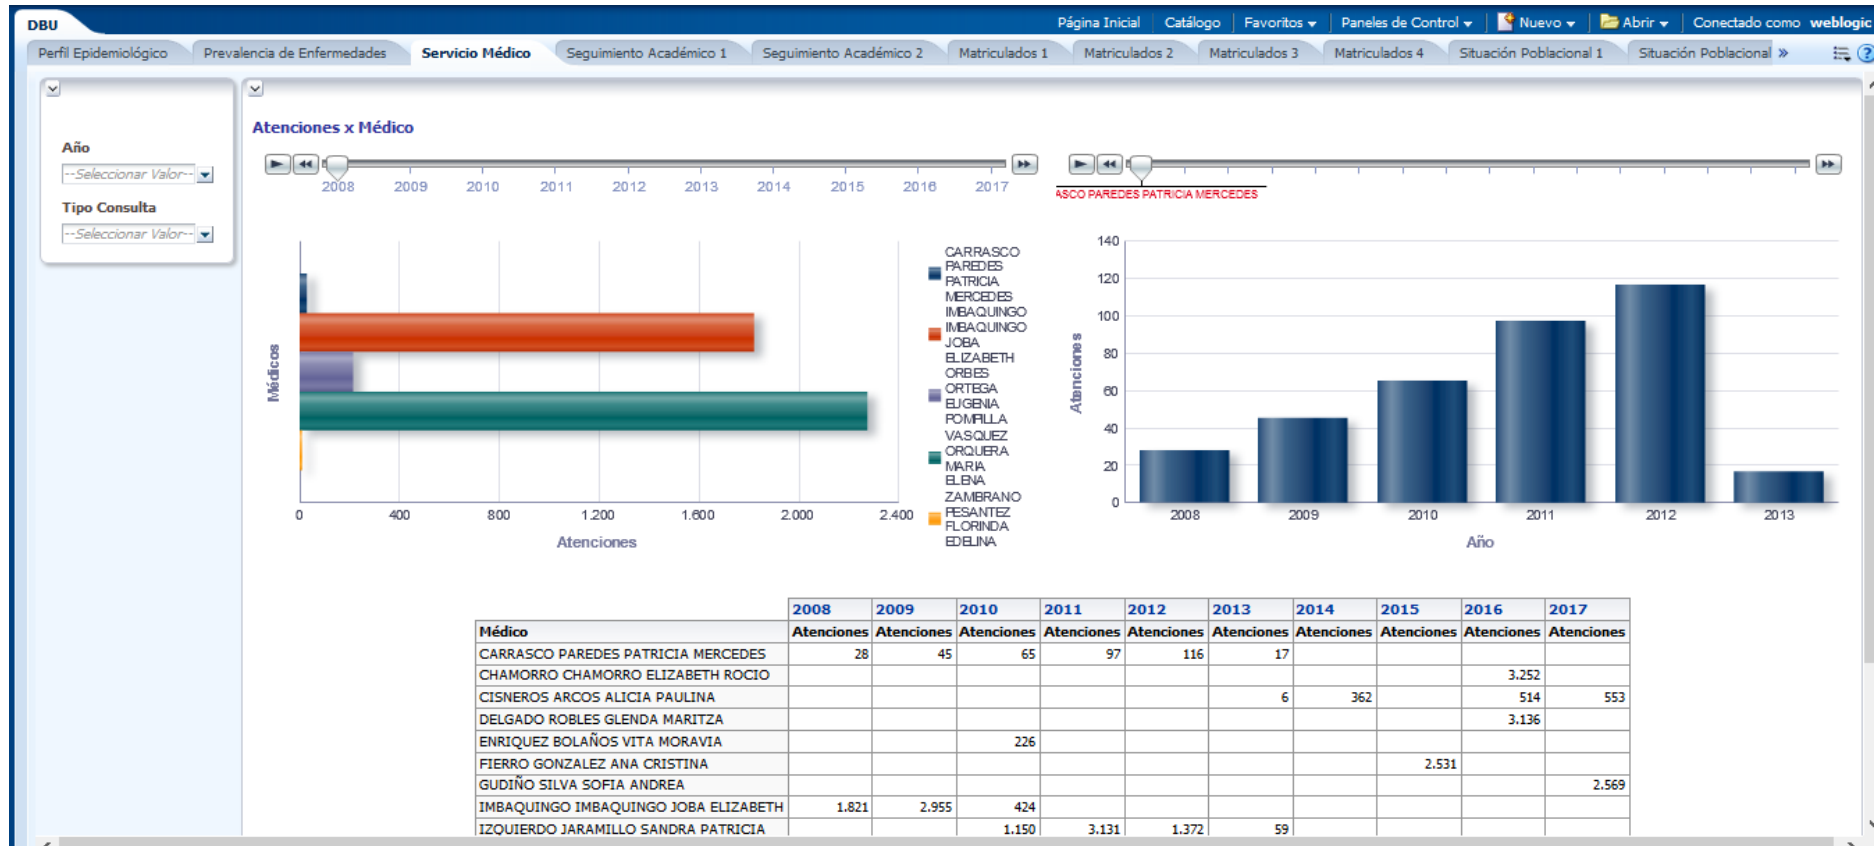 DBU
Página Inicial Catálogo Favoritos Paneles de Control Nuevo Abrir Conectado como weblogic
Perfil Epidemiológico Prevalencia de Enfermedades Servicio Médico Seguimiento Académico 1 Seguimiento Académico 2 Matriculados 1 Matriculados 2 Matriculados 3 Matriculados 4 Situación Poblacional 1 Situación Poblacional »
Año
--Seleccionar Valor--
Tipo Consulta
--Seleccionar Valor--
Atenciones x Médico
2008 2009 2010 2011 2012 2013 2014 2015 2016 2017
ASCO PAREDES PATRICIA MERCEDES
Médicos
0 400 800 1.200 1.600 2.000 2.400
Atenciones
CARRASCO
PAREDES
PATRICIA
MERCEDES
IMBAQUINGO
IMBAQUINGO
JOBA
ELIZABETH
ORBES
ORTEGA
EUGENIA
POMPILLA
VASQUEZ
ORQUERA
MARIA
ELENA
ZAMBRANO
PESANTEZ
FLORINDA
EDELINA
Atenciones
140
120
100
80
60
40
20
0
2008 2009 2010 2011 2012 2013
Año
2008 2009 2010 2011 2012 2013 2014 2015 2016 2017
Médico Atenciones Atenciones Atenciones Atenciones Atenciones Atenciones Atenciones Atenciones Atenciones Atenciones
CARRASCO PAREDES PATRICIA MERCEDES 28 45 65 97 116 17
CHAMORRO CHAMORRO ELIZABETH ROCIO 3.252
CISNEROS ARCOS ALICIA PAULINA 6 362 514 553
DELGADO ROBLES GLENDA MARITZA 3.136
ENRIQUEZ BOLAÑOS VITA MORAVIA 226
FIERRO GONZALEZ ANA CRISTINA 2.531
GUDIÑO SILVA SOFIA ANDREA 2.569
IMBAQUINGO IMBAQUINGO JOBA ELIZABETH 1.821 2.955 424
IZQUIERDO JARAMILLO SANDRA PATRICIA 1.150 3.131 1.372 59